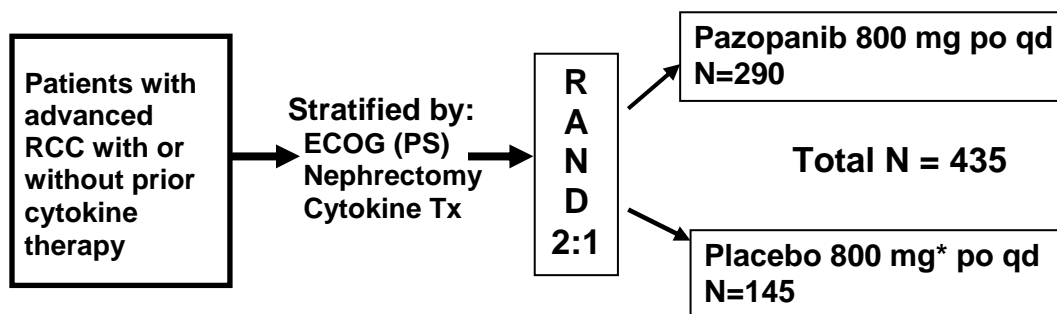 Patients with
advanced
RCC with or
without prior
cytokine
therapy
Stratified by:
ECOG (PS)
Nephrectomy
Cytokine Tx
R
A
N
D
2:1
Pazopanib 800 mg po qd
N=290
Total N = 435
Placebo 800 mg* po qd
N=145